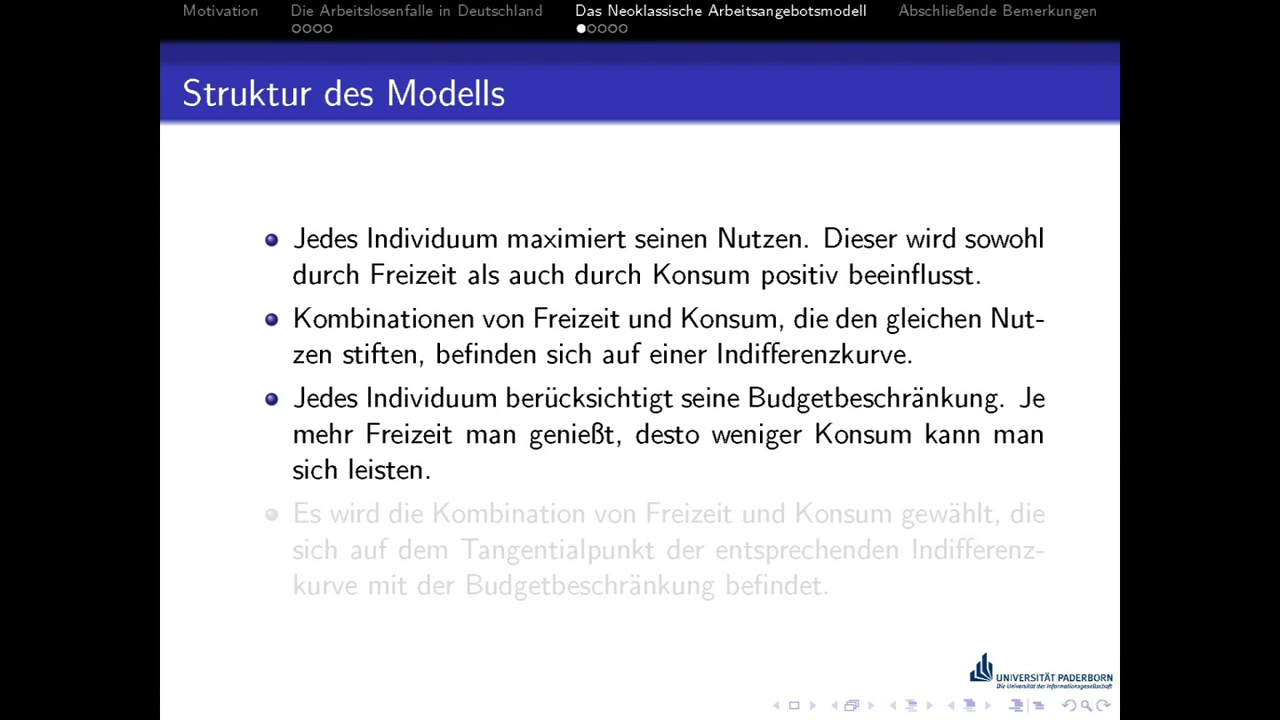 Motivation Die Arbeitslosenfalle in Deutschland Das Neoklassische Arbeitsangebotsmodell Abschließende Bemerkungen
Struktur des Modells
Jedes Individuum maximiert seinen Nutzen. Dieser wird sowohl
durch Freizeit als auch durch Konsum positiv beeinflusst.
Kombinationen von Freizeit und Konsum, die den gleichen Nut-
zen stiften, befinden sich auf einer Indifferenzkurve.
Jedes Individuum berücksichtigt seine Budgetbeschränkung. Je
mehr Freizeit man genießt, desto weniger Konsum kann man
sich leisten.
Es wird die Kombination von Freizeit und Konsum gewählt, die
sich auf dem Tangentialpunkt der entsprechenden Indifferenz-
kurve mit der Budgetbeschränkung befindet.
UNIVERSITÄT PADERBORN
Die Universität der Informationsgesellschaft